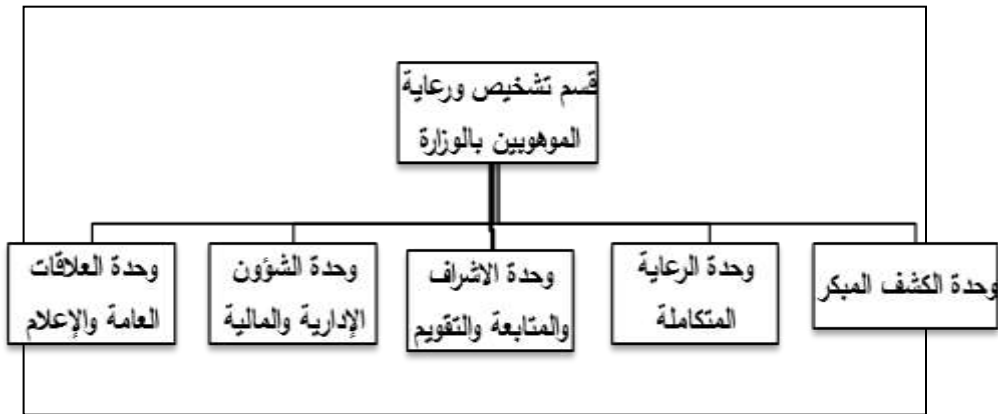 قسم تشخيص ورعاية
الموهوبين بالوزارة
وحدة الكشف المبكر
وحدة الرعاية
المتكاملة
وحدة الاشراف
والمتابعة والتقويم
وحدة الشؤون
الإدارية والمالية
وحدة العلاقات
العامة والإعلام